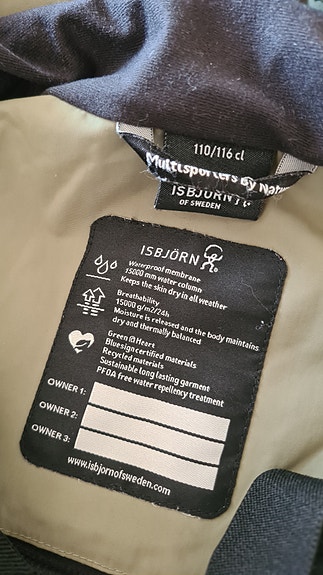 110/116 cl
Multisporters By Natu
ISBJÖRN
OF SWEDEN
ISBJÖRN
Waterproof membrane
15000 mm water column
Keeps the skin dry in all weather
Breathability
15000 g/m2/24h
Moisture is released and the body maintains
dry and thermally balanced
Green @ Heart
Bluesign certified materials
Recycled materials
Sustainable long lasting garment
PFOA free water repellency treatment
OWNER 1:
OWNER 2:
OWNER 3:
www.isbjornofsweden.com